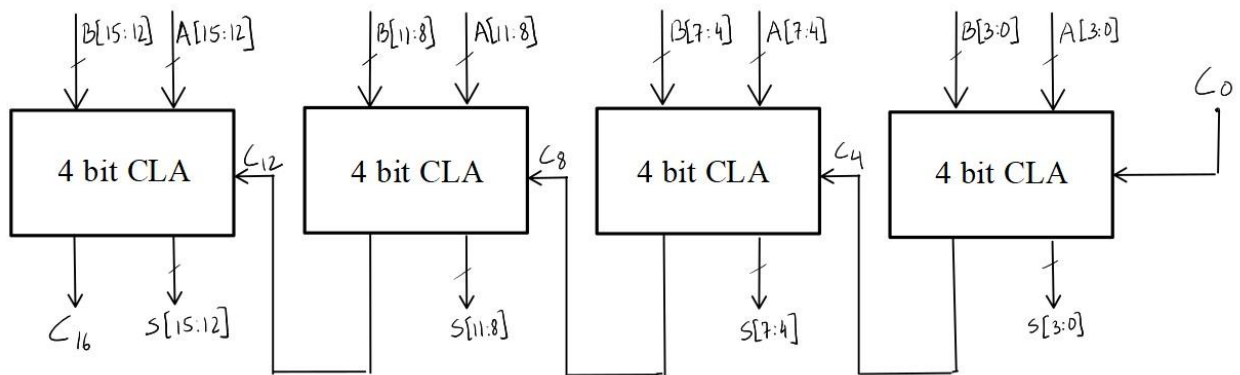 B[15:12] A[15:12] B[11:8] A[11:8] B[7:4] A[7:4] B[3:0] A[3:0]
C0
4 bit CLA C12 4 bit CLA C8 4 bit CLA C4 4 bit CLA
C16 S[15:12] S[11:8] S[7:4] S[3:0]